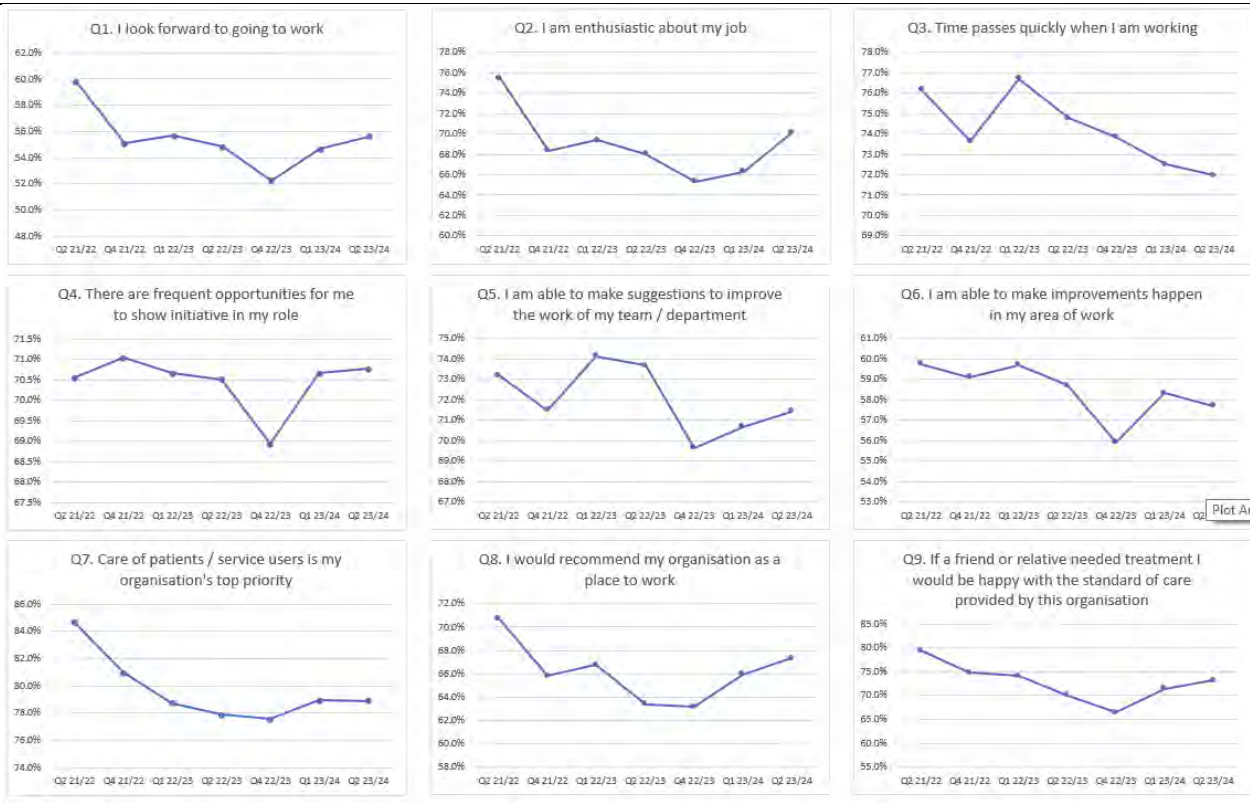 Q1. I look forward to going to work
62.0%
60.0%
58.0%
56.0%
54.0%
52.0%
50.0%
48.0%
Q2 21/22 Q4 21/22 Q1 22/23 Q2 22/23 Q4 22/23 Q1 23/24 Q2 23/24
Q2. I am enthusiastic about my job
78.0%
76.0%
74.0%
72.0%
70.0%
68.0%
66.0%
64.0%
62.0%
60.0%
Q2 21/22 Q4 21/22 Q1 22/23 Q2 22/23 Q4 22/23 Q1 23/24 Q2 23/24
Q3. Time passes quickly when I am working
78.0%
77.0%
76.0%
75.0%
74.0%
73.0%
72.0%
71.0%
70.0%
69.0%
Q2 21/22 Q4 21/22 Q1 22/23 Q2 22/23 Q4 22/23 Q1 23/24 Q2 23/24
Q4. There are frequent opportunities for me
to show initiative in my role
71.5%
71.0%
70.5%
70.0%
69.5%
69.0%
68.5%
68.0%
67.5%
Q2 21/22 Q4 21/22 Q1 22/23 Q2 22/23 Q4 22/23 Q1 23/24 Q2 23/24
Q5. I am able to make suggestions to improve
the work of my team / department
75.0%
74.0%
73.0%
72.0%
71.0%
70.0%
69.0%
68.0%
67.0%
Q2 21/22 Q4 21/22 Q1 22/23 Q2 22/23 Q4 22/23 Q1 23/24 Q2 23/24
Q6. I am able to make improvements happen
in my area of work
61.0%
60.0%
59.0%
58.0%
57.0%
56.0%
55.0%
54.0%
53.0%
Q2 21/22 Q4 21/22 Q1 22/23 Q2 22/23 Q4 22/23 Q1 23/24 Q2
Plot
Q7. Care of patients / service users is my
organisation's top priority
86.0%
84.0%
82.0%
80.0%
78.0%
76.0%
74.0%
Q2 21/22 Q4 21/22 Q1 22/23 Q2 22/23 Q4 22/23 Q1 23/24 Q2 23/24
Q8. I would recommend my organisation as a
place to work
72.0%
70.0%
68.0%
66.0%
64.0%
62.0%
60.0%
58.0%
Q2 21/22 Q4 21/22 Q1 22/23 Q2 22/23 Q4 22/23 Q1 23/24 Q2 23/24
Q9. If a friend or relative needed treatment I
would be happy with the standard of care
provided by this organisation
85.0%
80.0%
75.0%
70.0%
65.0%
60.0%
55.0%
Q2 21/22 Q4 21/22 Q1 22/23 Q2 22/23 Q4 22/23 Q1 23/24 Q2 23/24